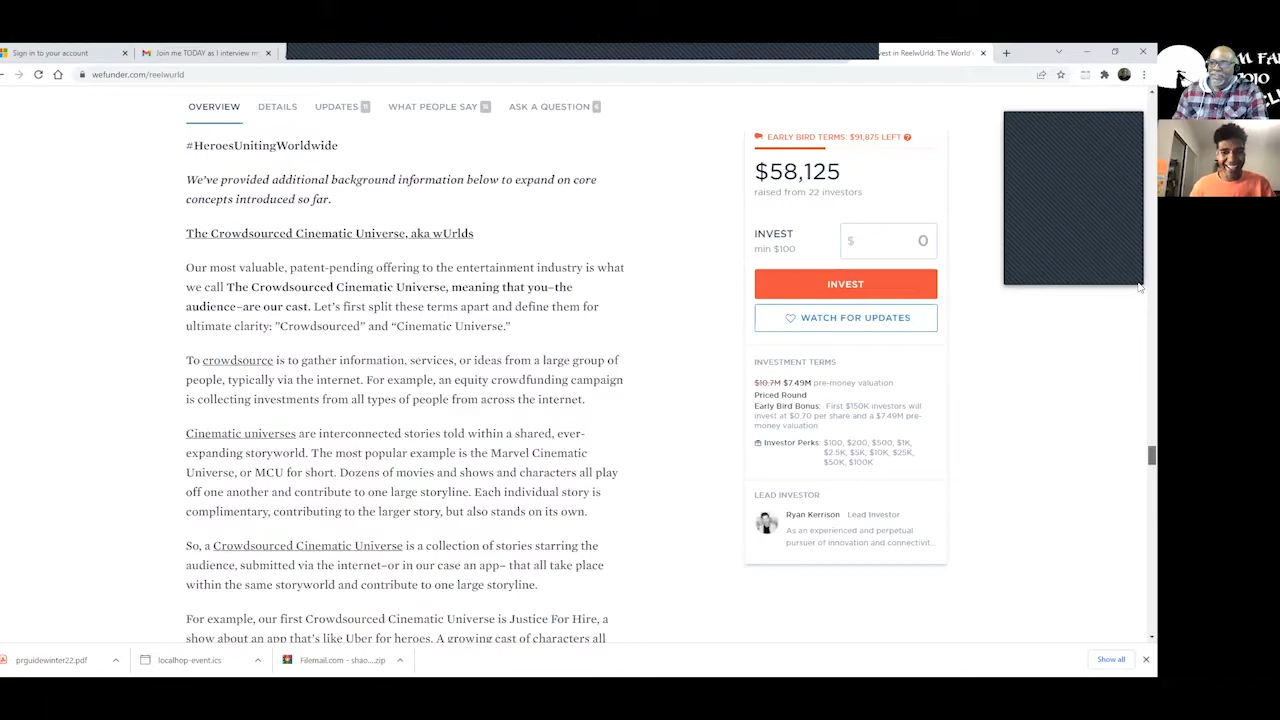 Sign in to your account
Join me TODAY as I interview m
vest in ReelwUrld: The World's
wefunder.com/reelwurld
OVERVIEW
DETAILS
UPDATES 11
WHAT PEOPLE SAY
ASK A QUESTION 6
#HeroesUnitingWorldwide
We've provided additional background information below to expand on core
concepts introduced so far.
The Crowdsourced Cinematic Universe, aka wUrlds
Our most valuable, patent-pending offering to the entertainment industry is what
we call The Crowdsourced Cinematic Universe, meaning that you–the
audience–are our cast. Let's first split these terms apart and define them for
ultimate clarity: "Crowdsourced" and "Cinematic Universe."
To crowdsource is to gather information, services, or ideas from a large group of
people, typically via the internet. For example, an equity crowdfunding campaign
is collecting investments from all types of people from across the internet.
Cinematic universes are interconnected stories told within a shared, ever-
expanding storyworld. The most popular example is the Marvel Cinematic
Universe, or MCU for short. Dozens of movies and shows and characters all play
off one another and contribute to one large storyline. Each individual story is
complimentary, contributing to the larger story, but also stands on its own.
So, a Crowdsourced Cinematic Universe is a collection of stories starring the
audience, submitted via the internet–or in our case an app– that all take place
within the same storyworld and contribute to one large storyline.
For example, our first Crowdsourced Cinematic Universe is Justice For Hire, a
show about an app that's like Uber for heroes. A growing cast of characters all
EARLY BIRD TERMS: $91,875 LEFT
$58,125
raised from 22 investors
INVEST
min $100
$ 0
INVEST
WATCH FOR UPDATES
INVESTMENT TERMS
$10.7M $7.49M pre-money valuation
Priced Round
Early Bird Bonus: First $150K investors will
invest at $0.70 per share and a $7.49M pre-
money valuation
Investor Perks: $100, $200, $500, $1K,
$2.5K, $5K, $10K, $25K,
$50K, $100K
LEAD INVESTOR
Ryan Kerrison Lead Investor
As an experienced and perpetual
pursuer of innovation and connectivit...
prguidewinter22.pdf
localhop-event.ics
Filemail.com - shao....zip
Show all